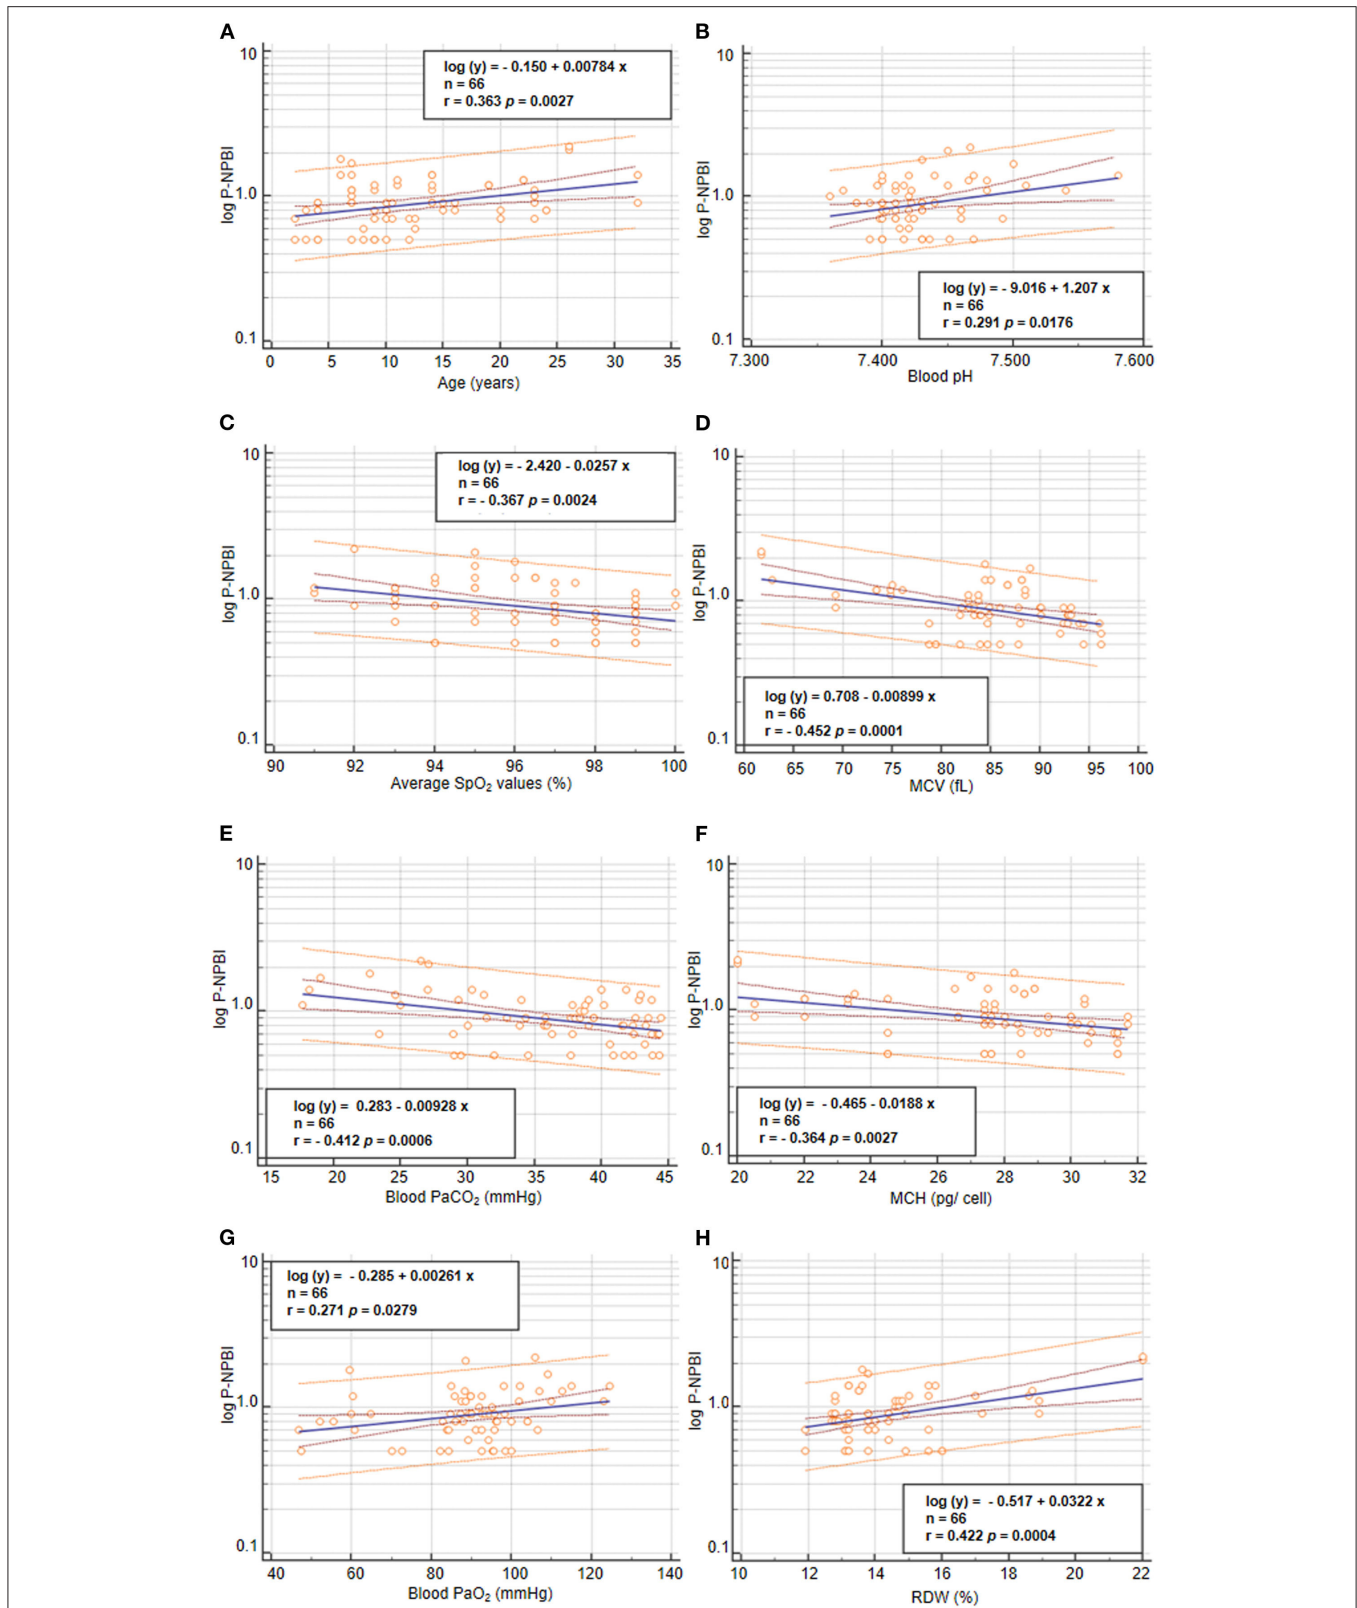 A
log (y) = - 0.150 + 0.00784 x
n = 66
r = 0.363 p = 0.0027
10
1.0
0.1
log P-NPBI
0 5 10 15 20 25 30 35
Age (years)
B
10
1.0
0.1
log P-NPBI
log (y) = - 9.016 + 1.207 x
n = 66
r = 0.291 p = 0.0176
7.300 7.400 7.500 7.600
Blood pH
C
log (y) = - 2.420 - 0.0257 x
n = 66
r = - 0.367 p = 0.0024
10
1.0
0.1
log P-NPBI
90 92 94 96 98 100
Average SpO₂ values (%)
D
10
1.0
0.1
log P-NPBI
log (y) = 0.708 - 0.00899 x
n = 66
r = - 0.452 p = 0.0001
60 65 70 75 80 85 90 95 100
MCV (fL)
E
10
1.0
0.1
log P-NPBI
log (y) = 0.283 - 0.00928 x
n = 66
r = - 0.412 p = 0.0006
15 20 25 30 35 40 45
Blood PaCO₂ (mmHg)
F
10
1.0
0.1
log P-NPBI
log (y) = - 0.465 - 0.0188 x
n = 66
r = - 0.364 p = 0.0027
20 22 24 26 28 30 32
MCH (pg/ cell)
G
log (y) = - 0.285 + 0.00261 x
n = 66
r = 0.271 p = 0.0279
10
1.0
0.1
log P-NPBI
40 60 80 100 120 140
Blood PaO₂ (mmHg)
H
10
1.0
0.1
log P-NPBI
log (y) = - 0.517 + 0.0322 x
n = 66
r = 0.422 p = 0.0004
10 12 14 16 18 20 22
RDW (%)